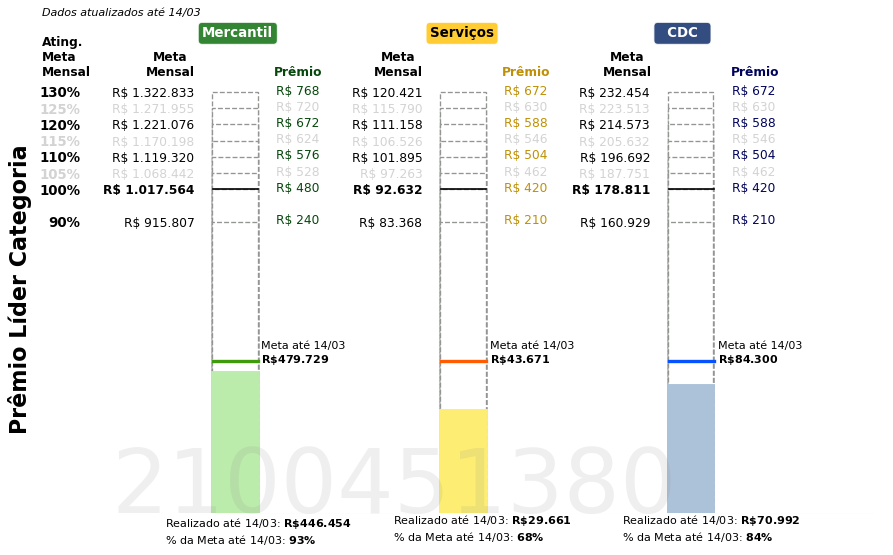 Dados atualizados até 14/03
Mercantil Serviços CDC
Ating. Meta Mensal Meta Mensal Prêmio Meta Mensal Prêmio Meta Mensal Prêmio
130% R$ 1.322.833 R$ 768 R$ 120.421 R$ 672 R$ 232.454 R$ 672
125% R$ 1.271.955 R$ 720 R$ 115.790 R$ 630 R$ 223.513 R$ 630
120% R$ 1.221.076 R$ 672 R$ 111.158 R$ 588 R$ 214.573 R$ 588
115% R$ 1.170.198 R$ 624 R$ 106.526 R$ 546 R$ 205.632 R$ 546
110% R$ 1.119.320 R$ 576 R$ 101.895 R$ 504 R$ 196.692 R$ 504
105% R$ 1.068.442 R$ 528 R$ 97.263 R$ 462 R$ 187.751 R$ 462
100% R$ 1.017.564 R$ 480 R$ 92.632 R$ 420 R$ 178.811 R$ 420
90% R$ 915.807 R$ 240 R$ 83.368 R$ 210 R$ 160.929 R$ 210
Prêmio Líder Categoria
Meta até 14/03 Meta até 14/03 Meta até 14/03
R$479.729 R$43.671 R$84.300
2100451380
Realizado até 14/03: R$446.454 Realizado até 14/03: R$29.661 Realizado até 14/03: R$70.992
% da Meta até 14/03: 93% % da Meta até 14/03: 68% % da Meta até 14/03: 84%